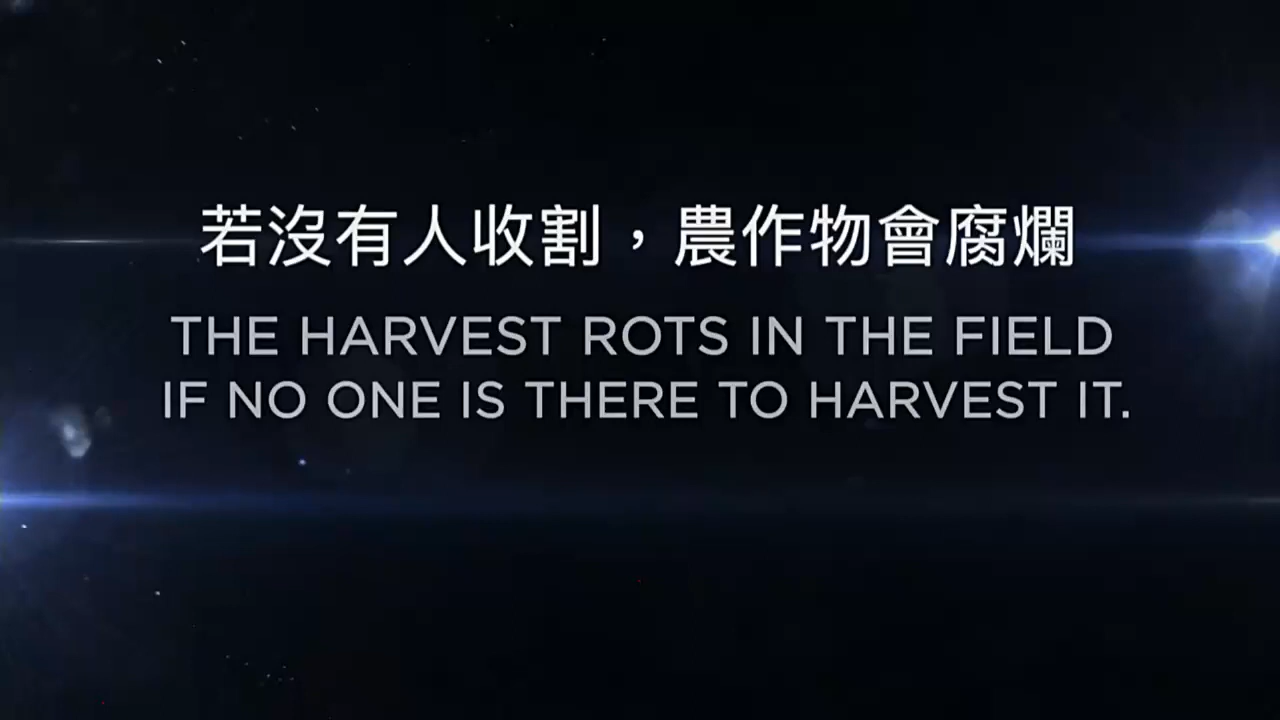 若沒有人收割，農作物會腐爛
THE HARVEST ROTS IN THE FIELD
IF NO ONE IS THERE TO HARVEST IT.